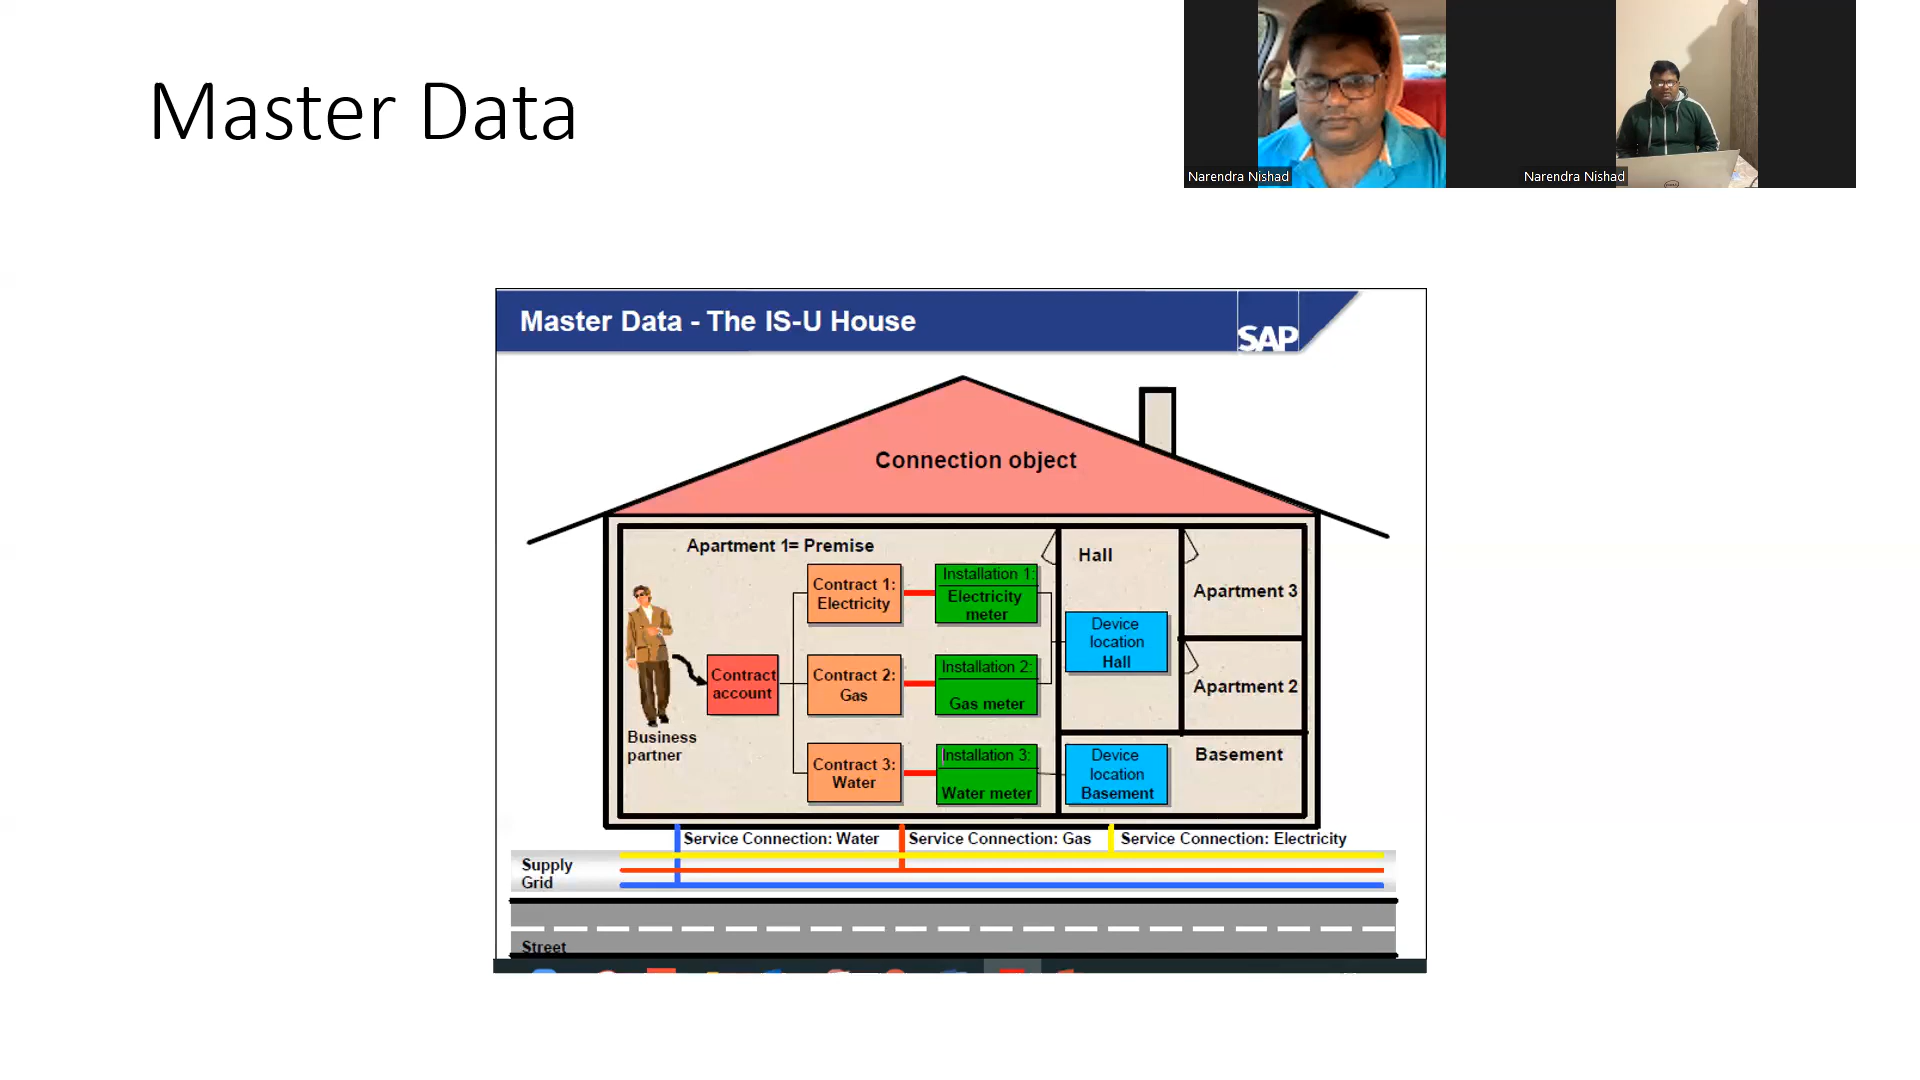 Master Data
Narendra Nishad
Narendra Nishad
Master Data - The IS-U House
SAP
Connection object
Apartment 1= Premise
Hall
Contract 1:
Electricity
Installation 1:
Electricity
meter
Apartment 3
Device
location
Hall
Contract
account
Contract 2:
Gas
Installation 2:
Gas meter
Apartment 2
Business
partner
Contract 3:
Water
Installation 3:
Water meter
Device
location
Basement
Basement
Service Connection: Water
Service Connection: Gas
Service Connection: Electricity
Supply
Grid
Street